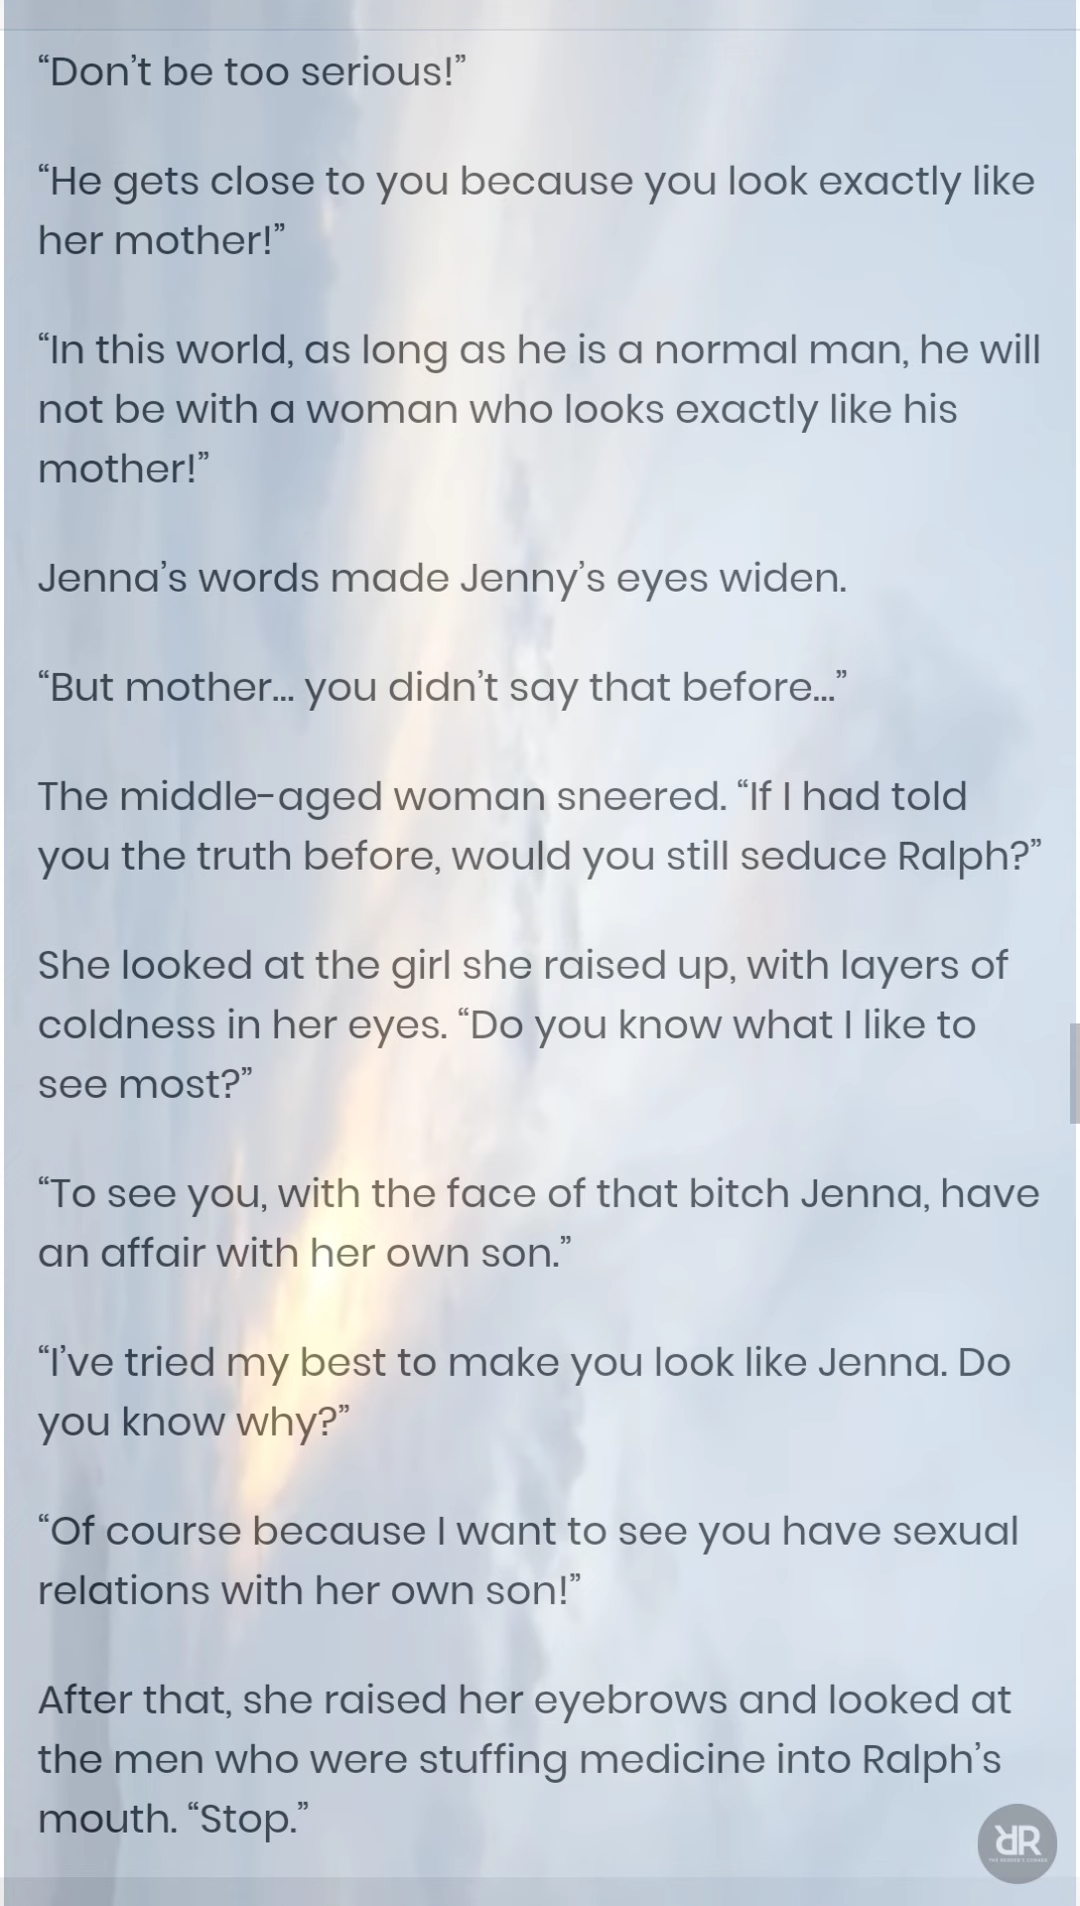 “Don’t be too serious!”
“He gets close to you because you look exactly like
her mother!”
“In this world, as long as he is a normal man, he will
not be with a woman who looks exactly like his
mother!”
Jenna’s words made Jenny’s eyes widen.
“But mother... you didn’t say that before...”
The middle-aged woman sneered. “If I had told
you the truth before, would you still seduce Ralph?”
She looked at the girl she raised up, with layers of
coldness in her eyes. “Do you know what I like to
see most?”
“To see you, with the face of that bitch Jenna, have
an affair with her own son.”
“I’ve tried my best to make you look like Jenna. Do
you know why?”
“Of course because I want to see you have sexual
relations with her own son!”
After that, she raised her eyebrows and looked at
the men who were stuffing medicine into Ralph’s
mouth. “Stop.”
RR
THE READER'S CORNER